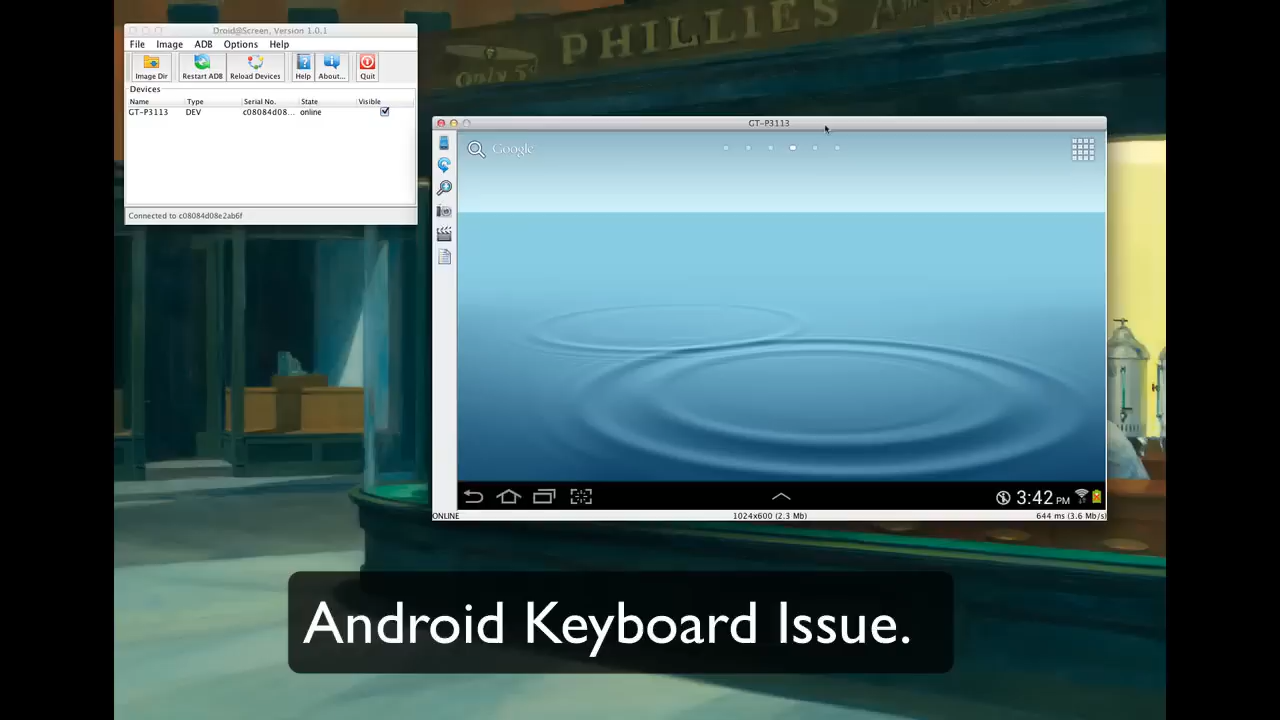 PHILLIES
Only 5¢
Droid@Screen, Version 1.0.1
File Image ADB Options Help
Image Dir Restart ADB Reload Devices Help About... Quit
Devices
Name Type Serial No. State Visible
GT-P3113 DEV c08084d08... online
Connected to c08084d08e2ab6f
GT-P3113
Google
3:42 PM
ONLINE 1024x600 (2.3 Mb) 644 ms (3.6 Mb/s)
Android Keyboard Issue.